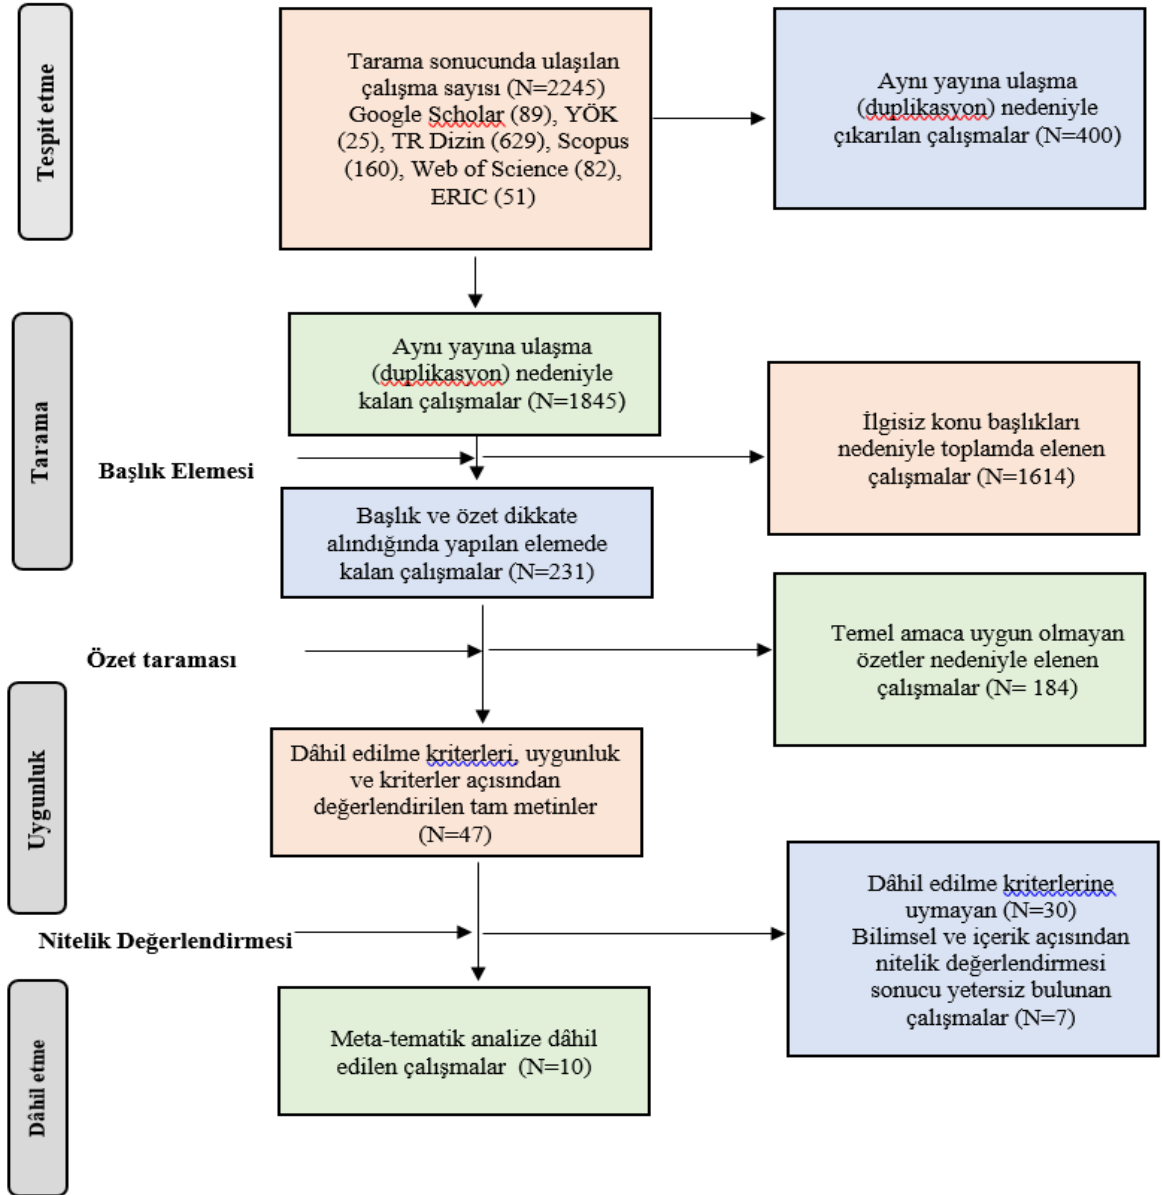 Tespit etme
Tarama sonucunda ulaşılan
çalışma sayısı (N=2245)
Google Scholar (89), YÖK
(25), TR Dizin (629), Scopus
(160), Web of Science (82),
ERIC (51)
Aynı yayına ulaşma
(duplikasyon) nedeniyle
çıkarılan çalışmalar (N=400)
Tarama
Aynı yayına ulaşma
(duplikasyon) nedeniyle
kalan çalışmalar (N=1845)
Başlık Elemesi
İlgisiz konu başlıkları
nedeniyle toplamda elenen
çalışmalar (N=1614)
Başlık ve özet dikkate
alındığında yapılan elemede
kalan çalışmalar (N=231)
Özet taraması
Temel amaca uygun olmayan
özetler nedeniyle elenen
çalışmalar (N= 184)
Uygunluk
Dâhil edilme kriterleri, uygunluk
ve kriterler açısından
değerlendirilen tam metinler
(N=47)
Nitelik Değerlendirmesi
Dâhil edilme kriterlerine
uymayan (N=30)
Bilimsel ve içerik açısından
nitelik değerlendirmesi
sonucu yetersiz bulunan
çalışmalar (N=7)
Dâhil etme
Meta-tematik analize dâhil
edilen çalışmalar (N=10)